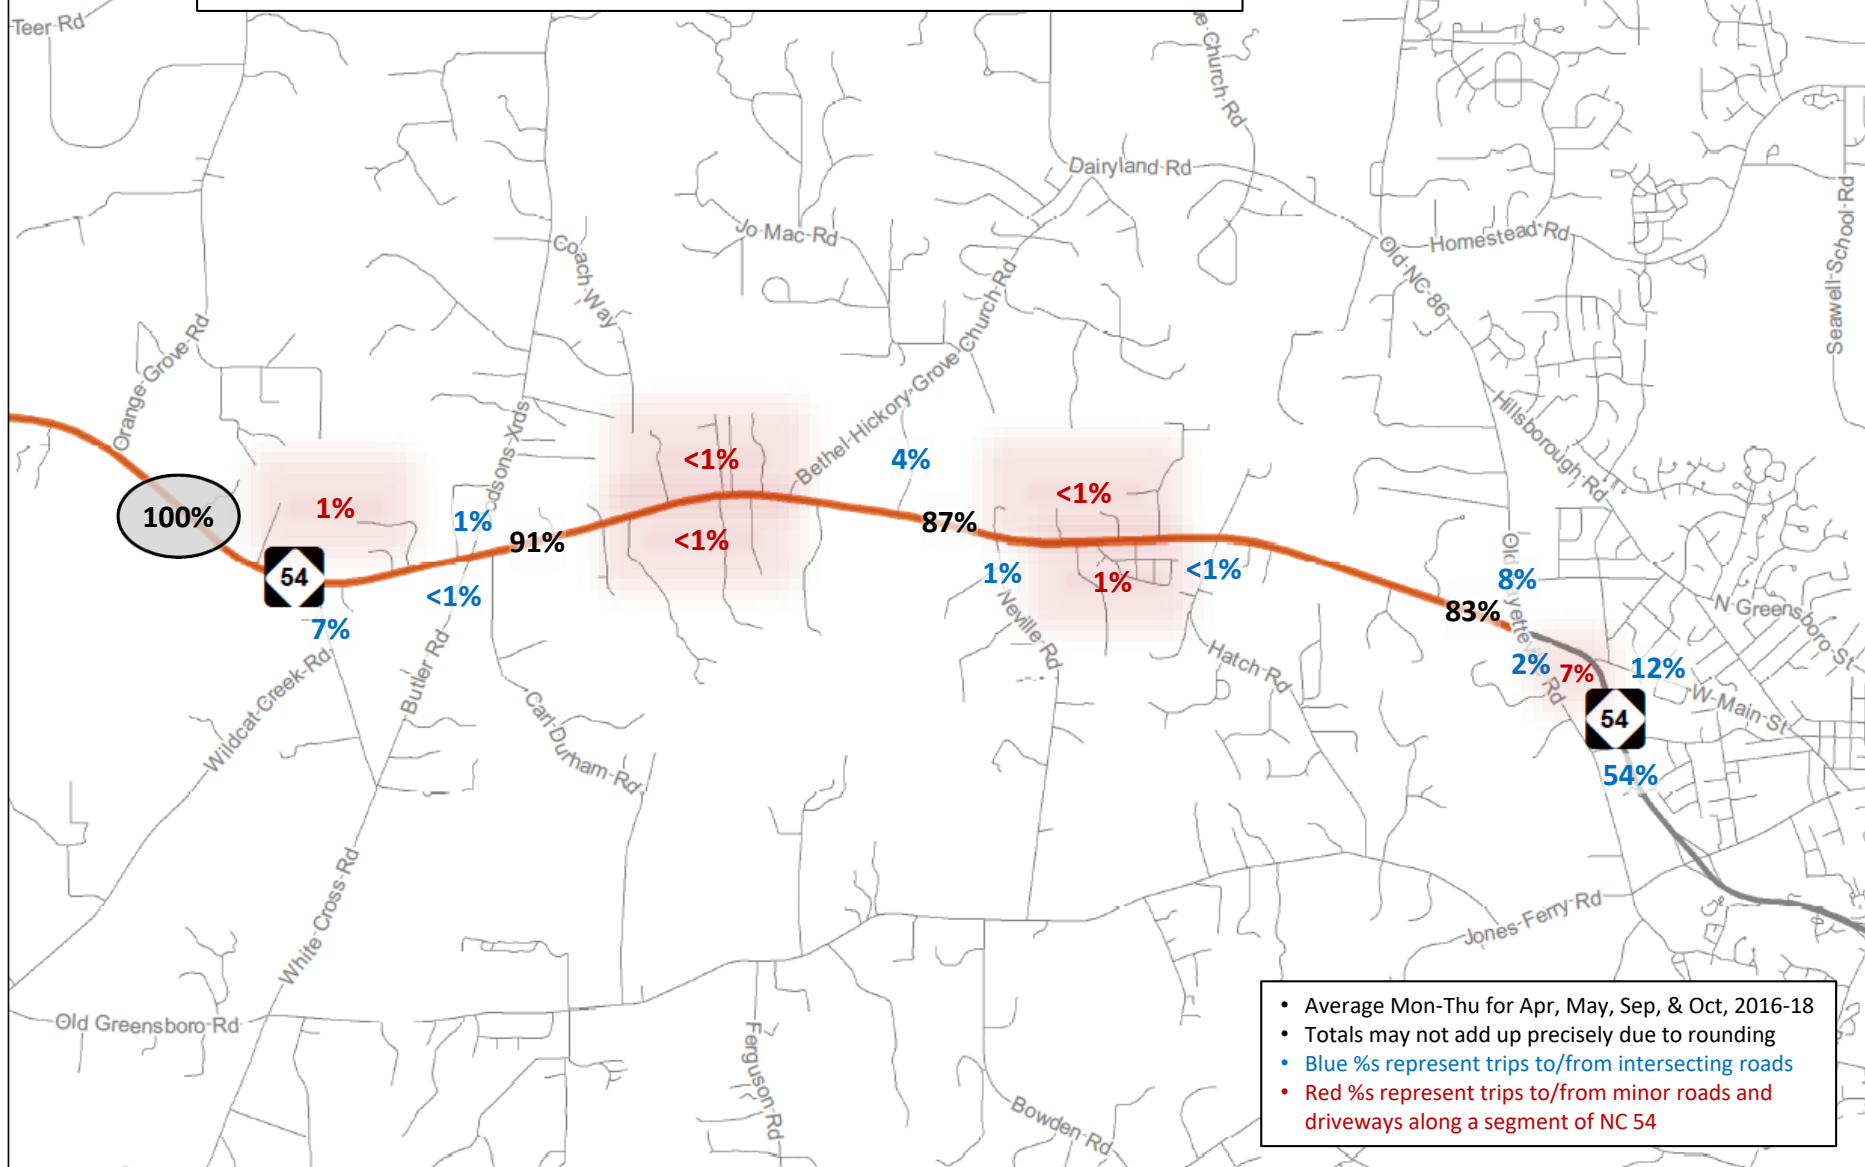 Teer Rd
e Church Rd
Dairyland Rd
Seawell School Rd
Jo Mac Rd
Homestead Rd
Coach Way
Old NC 86
Orange Grove Rd
Bethel Hickory Grove Church Rd
Hillsborough Rd
odsons Xrds
<1%
4%
<1%
100%
1%
1%
91%
<1%
87%
54
<1%
7%
1%
1%
<1%
8%
83%
Old
ayette
Rd
N Greensboro St
Neville Rd
Hatch Rd
2%
7%
12%
Butler Rd
Wildcat Creek Rd
Carl Durham Rd
W Main St
54
54%
White Cross Rd
Jones Ferry Rd
Old Greensboro Rd
Ferguson Rd
Bowden Rd
• Average Mon-Thu for Apr, May, Sep, & Oct, 2016-18
• Totals may not add up precisely due to rounding
• Blue %s represent trips to/from intersecting roads
• Red %s represent trips to/from minor roads and
driveways along a segment of NC 54